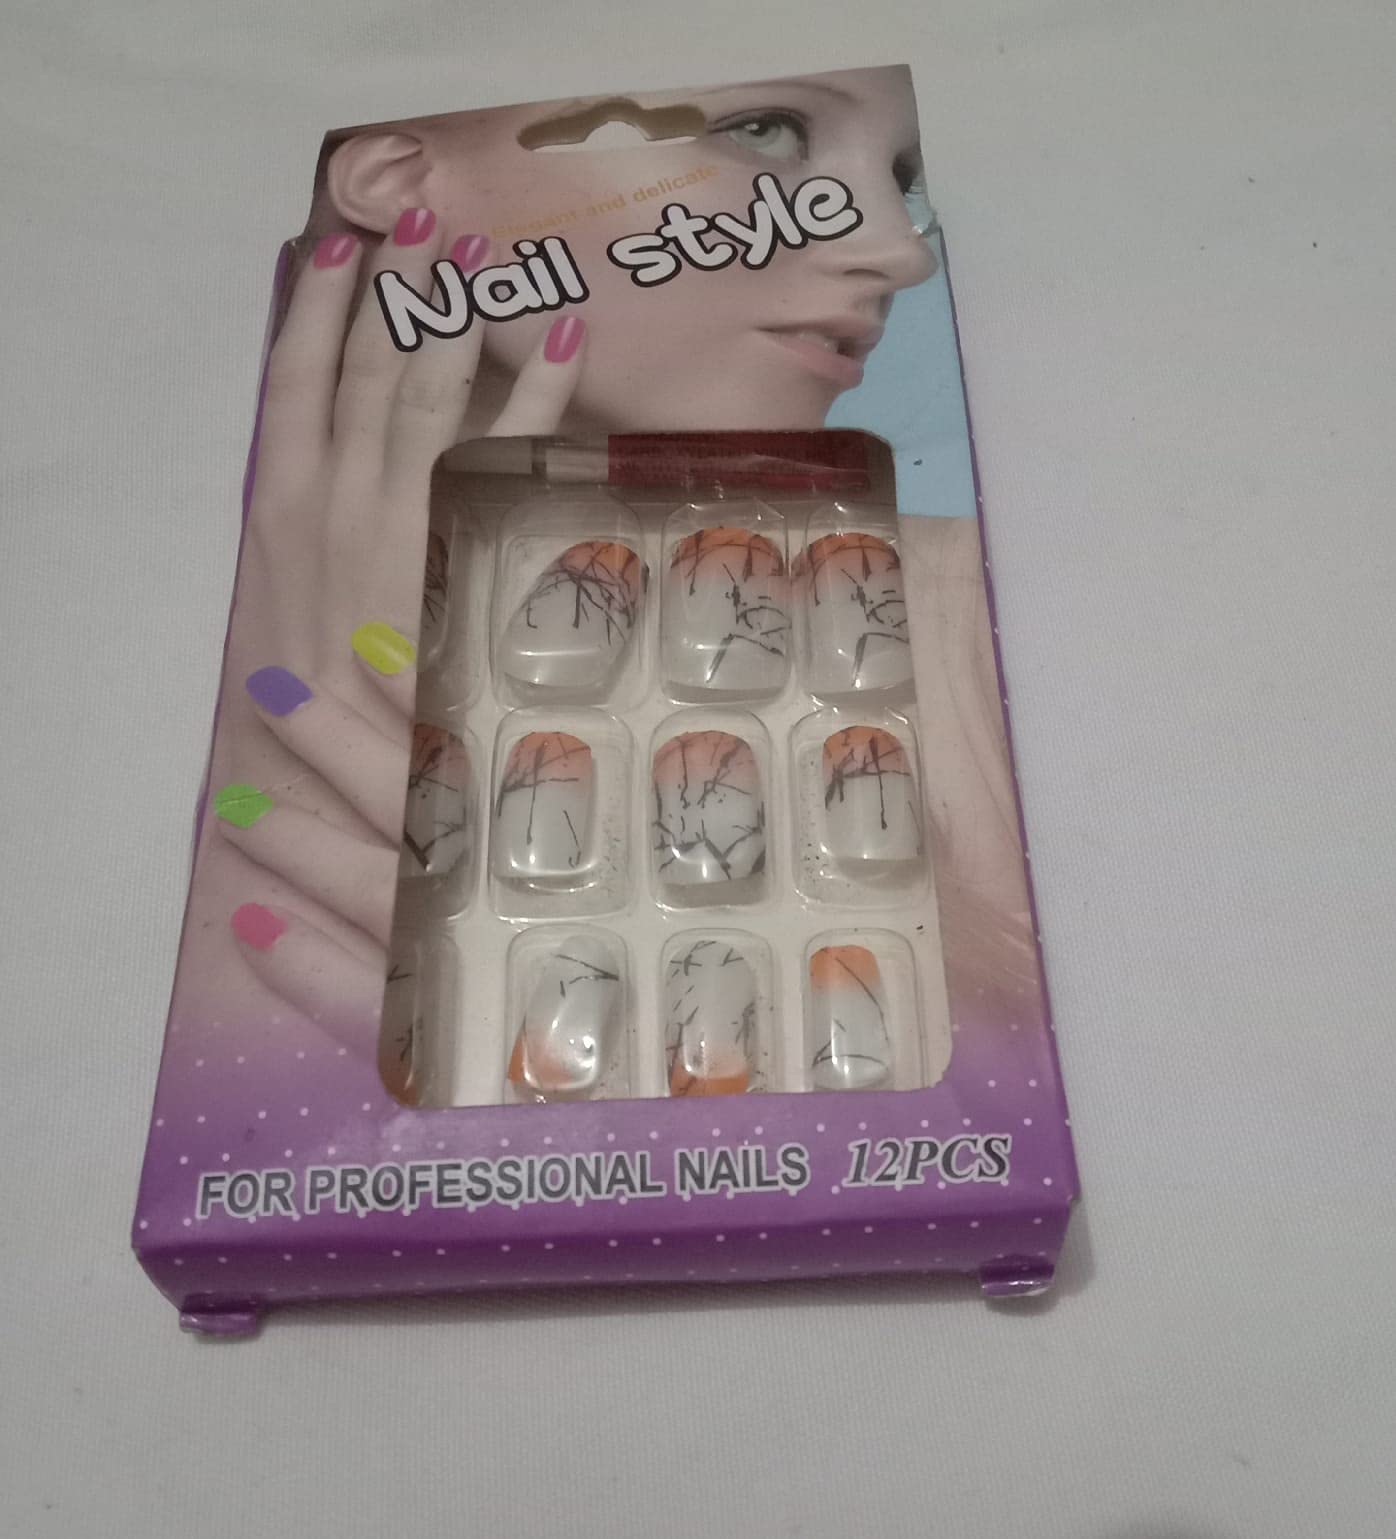 Elegant and delicate
Nail style
FOR PROFESSIONAL NAILS 12PCS